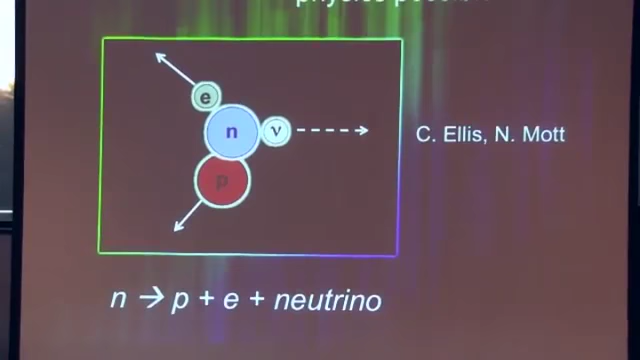 e
n
ν
p
C. Ellis, N. Mott
n → p + e + neutrino